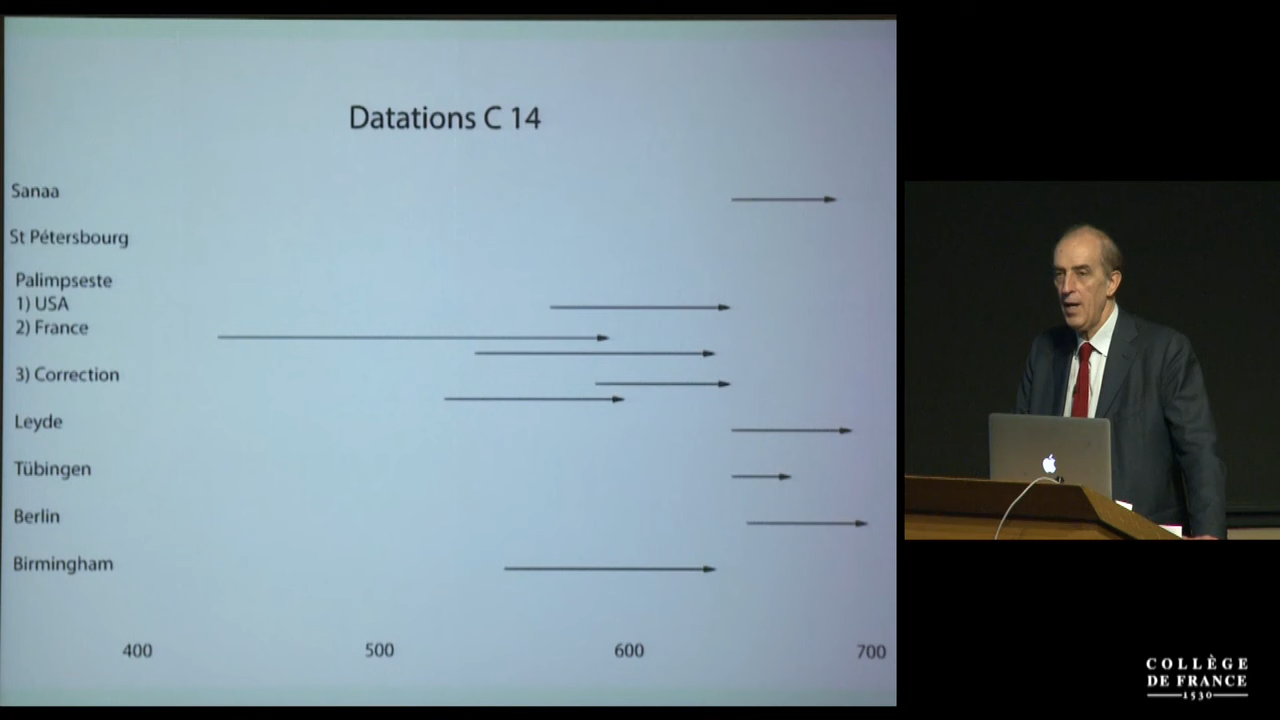 Datations C 14
Sanaa
St Pétersbourg
Palimpseste
1) USA
2) France
3) Correction
Leyde
Tübingen
Berlin
Birmingham
400 500 600 700
COLLÈGE
DE FRANCE
1530